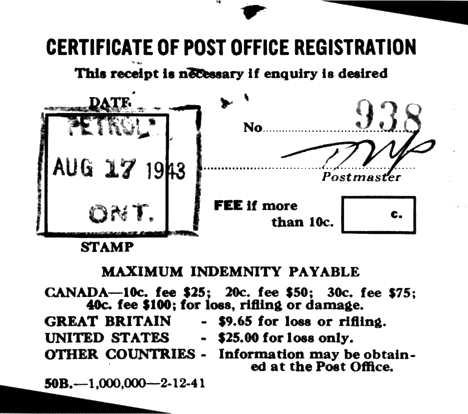 CERTIFICATE OF POST OFFICE REGISTRATION
This receipt is necessary if enquiry is desired
DATE
PETROL
No. 938
AUG 17 1943
Postmaster
ONT.
FEE if more
than 10c. c.
STAMP
MAXIMUM INDEMNITY PAYABLE
CANADA—10c. fee $25; 20c. fee $50; 30c. fee $75;
40c. fee $100; for loss, rifling or damage.
GREAT BRITAIN - $9.65 for loss or rifling.
UNITED STATES - $25.00 for loss only.
OTHER COUNTRIES - Information may be obtain-
ed at the Post Office.
50B.—1,000,000—2-12-41